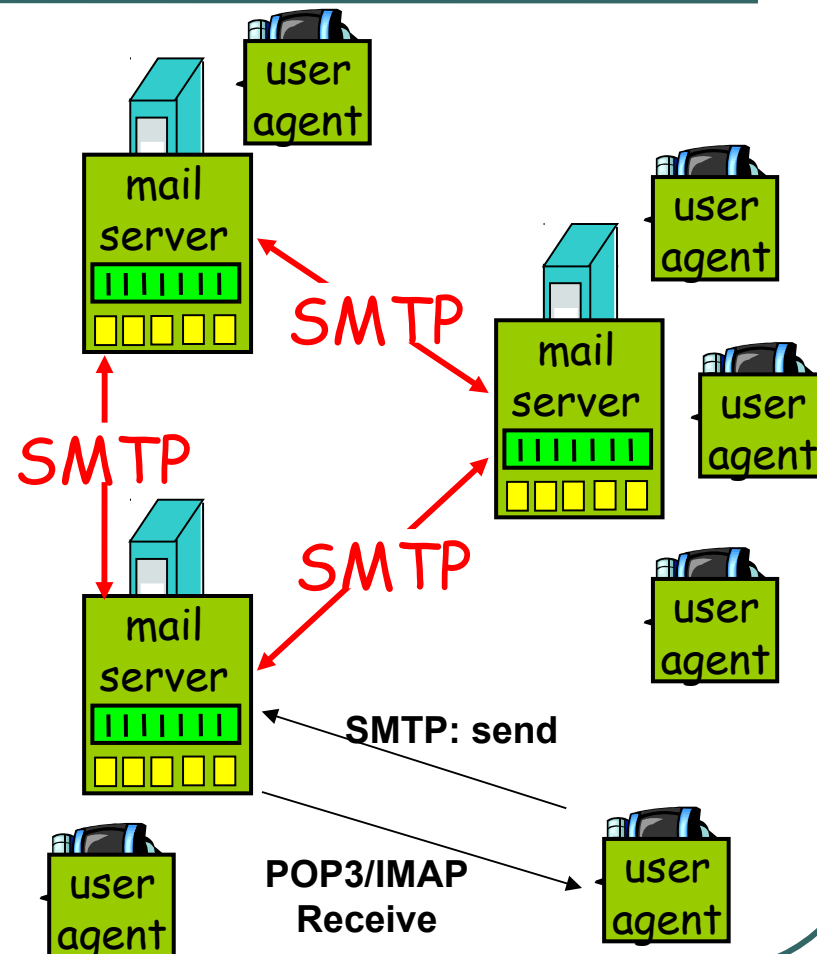 user
agent
mail
server
user
agent
SMTP
mail
server
user
agent
SMTP
SMTP
user
agent
mail
server
SMTP: send
POP3/IMAP
Receive
user
agent
user
agent